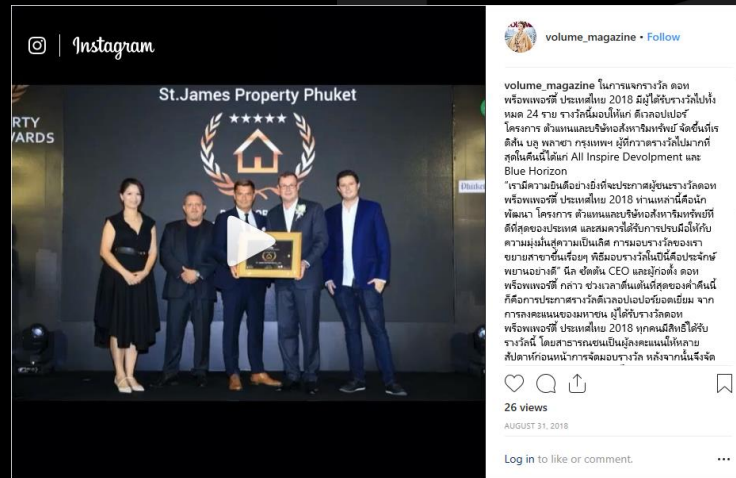 Instagram
St.James Property Phuket
RTY
WARDS
volume_magazine • Follow
volume_magazine ในการแจกรางวัล ดอท
พร็อพเพอร์ตี้ ประเทศไทย 2018 มีผู้ได้รับรางวัลไปทั้ง
หมด 24 ราย รางวัลนี้มอบให้แก่ ดีเวลอปเปอร์
โครงการ ตัวแทนและบริษัทอสังหาริมทรัพย์ จัดขึ้นที่เร
ดิสัน บลู พลาซา กรุงเทพฯ ผู้ที่กวาดรางวัลไปมากที่
สุดในคืนนี้ได้แก่ All Inspire Devolpment และ
Blue Horizon
“เรามีความยินดีอย่างยิ่งที่จะประกาศผู้ชนะรางวัลดอท
พร็อพเพอร์ตี้ ประเทศไทย 2018 ท่านเหล่านี้คือนัก
พัฒนา โครงการ ตัวแทนและบริษัทอสังหาริมทรัพย์ที่
ดีที่สุดของประเทศ และสมควรได้รับการปรบมือให้กับ
ความมุ่งมั่นสู่ความเป็นเลิศ การมอบรางวัลของเรา
ขยายสาขาขึ้นเรื่อยๆ พิธีมอบรางวัลในปีนี้คือประจักษ์
พยานอย่างดี” นีล ซัตตัน CEO และผู้ก่อตั้ง ดอท
พร็อพเพอร์ตี้ กล่าว ช่วงเวลาตื่นเต้นที่สุดของค่ำคืนนี้
ก็คือการประกาศรางวัลดีเวลอปเปอร์ยอดเยี่ยม จาก
การลงคะแนนของมหาชน ผู้ได้รับรางวัลดอท
พร็อพเพอร์ตี้ ประเทศไทย 2018 ทุกคนมีสิทธิ์ได้รับ
รางวัลนี้ โดยสาธารณชนเป็นผู้ลงคะแนนให้หลาย
สัปดาห์ก่อนหน้าการจัดมอบรางวัล หลังจากนั้นจึงจัด
26 views
AUGUST 31, 2018
Log in to like or comment.